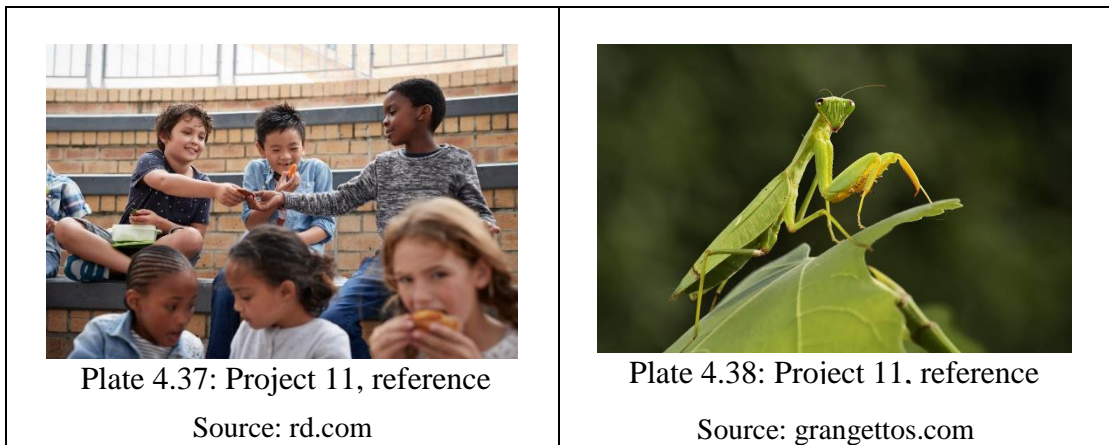 Plate 4.37: Project 11, reference
Source: rd.com
Plate 4.38: Project 11, reference
Source: grangettos.com